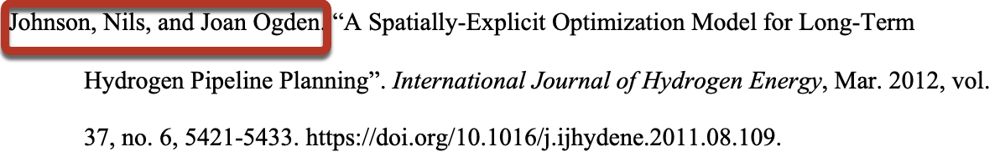 Johnson, Nils, and Joan Ogden. “A Spatially-Explicit Optimization Model for Long-Term
Hydrogen Pipeline Planning”. International Journal of Hydrogen Energy, Mar. 2012, vol.
37, no. 6, 5421-5433. https://doi.org/10.1016/j.ijhydene.2011.08.109.